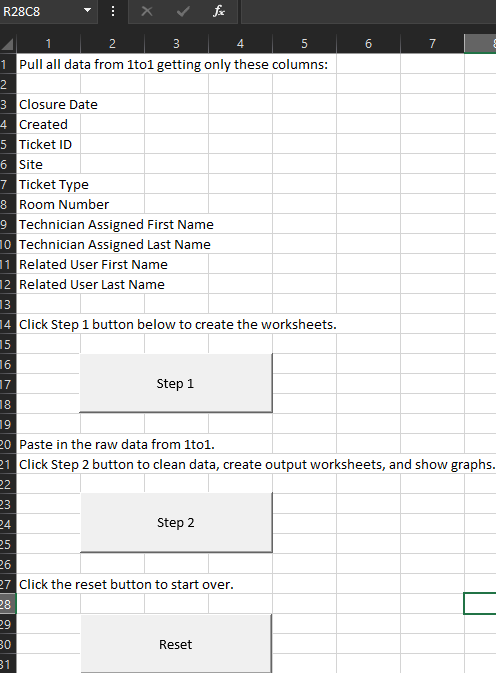 R28C8
fx
1 2 3 4 5 6 7 8
1 Pull all data from 1to1 getting only these columns:
2
3 Closure Date
4 Created
5 Ticket ID
6 Site
7 Ticket Type
8 Room Number
9 Technician Assigned First Name
10 Technician Assigned Last Name
11 Related User First Name
12 Related User Last Name
13
14 Click Step 1 button below to create the worksheets.
15
16
17 Step 1
18
19
20 Paste in the raw data from 1to1.
21 Click Step 2 button to clean data, create output worksheets, and show graphs.
22
23
24 Step 2
25
26
27 Click the reset button to start over.
28
29
30 Reset
31